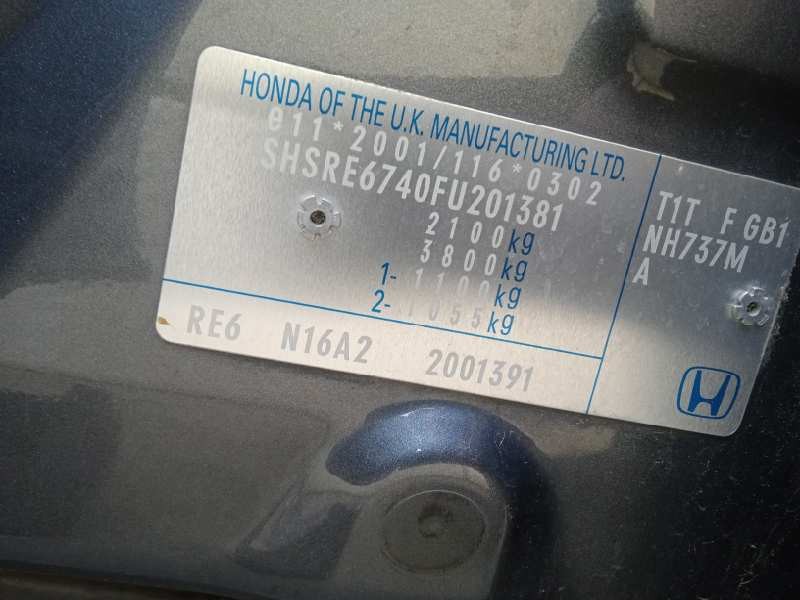 HONDA OF THE U.K. MANUFACTURING LTD.
e11*2001/116*0302
SHSRE6740FU201381
2100kg
3800kg
1- 1100kg
2- 1055kg
RE6 N16A2 2001391
T1T F GB1
NH737M
A